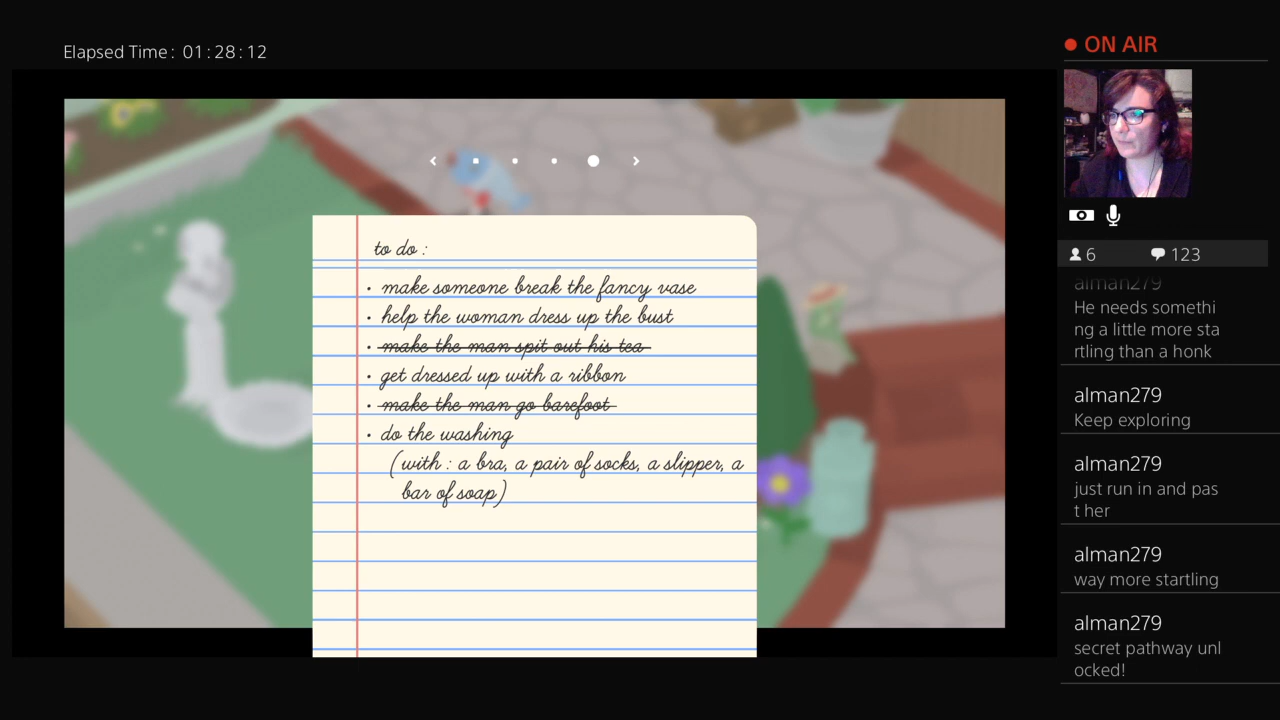 Elapsed Time: 01:28:12
ON AIR
to do :
• make someone break the fancy vase
• help the woman dress up the bust
• make the man spit out his tea
• get dressed up with a ribbon
• make the man go barefoot
• do the washing
(with : a bra, a pair of socks, a slipper, a
bar of soap)
6
123
alman279
He needs somethi
ng a little more sta
rtling than a honk
alman279
Keep exploring
alman279
just run in and pas
t her
alman279
way more startling
alman279
secret pathway unl
ocked!